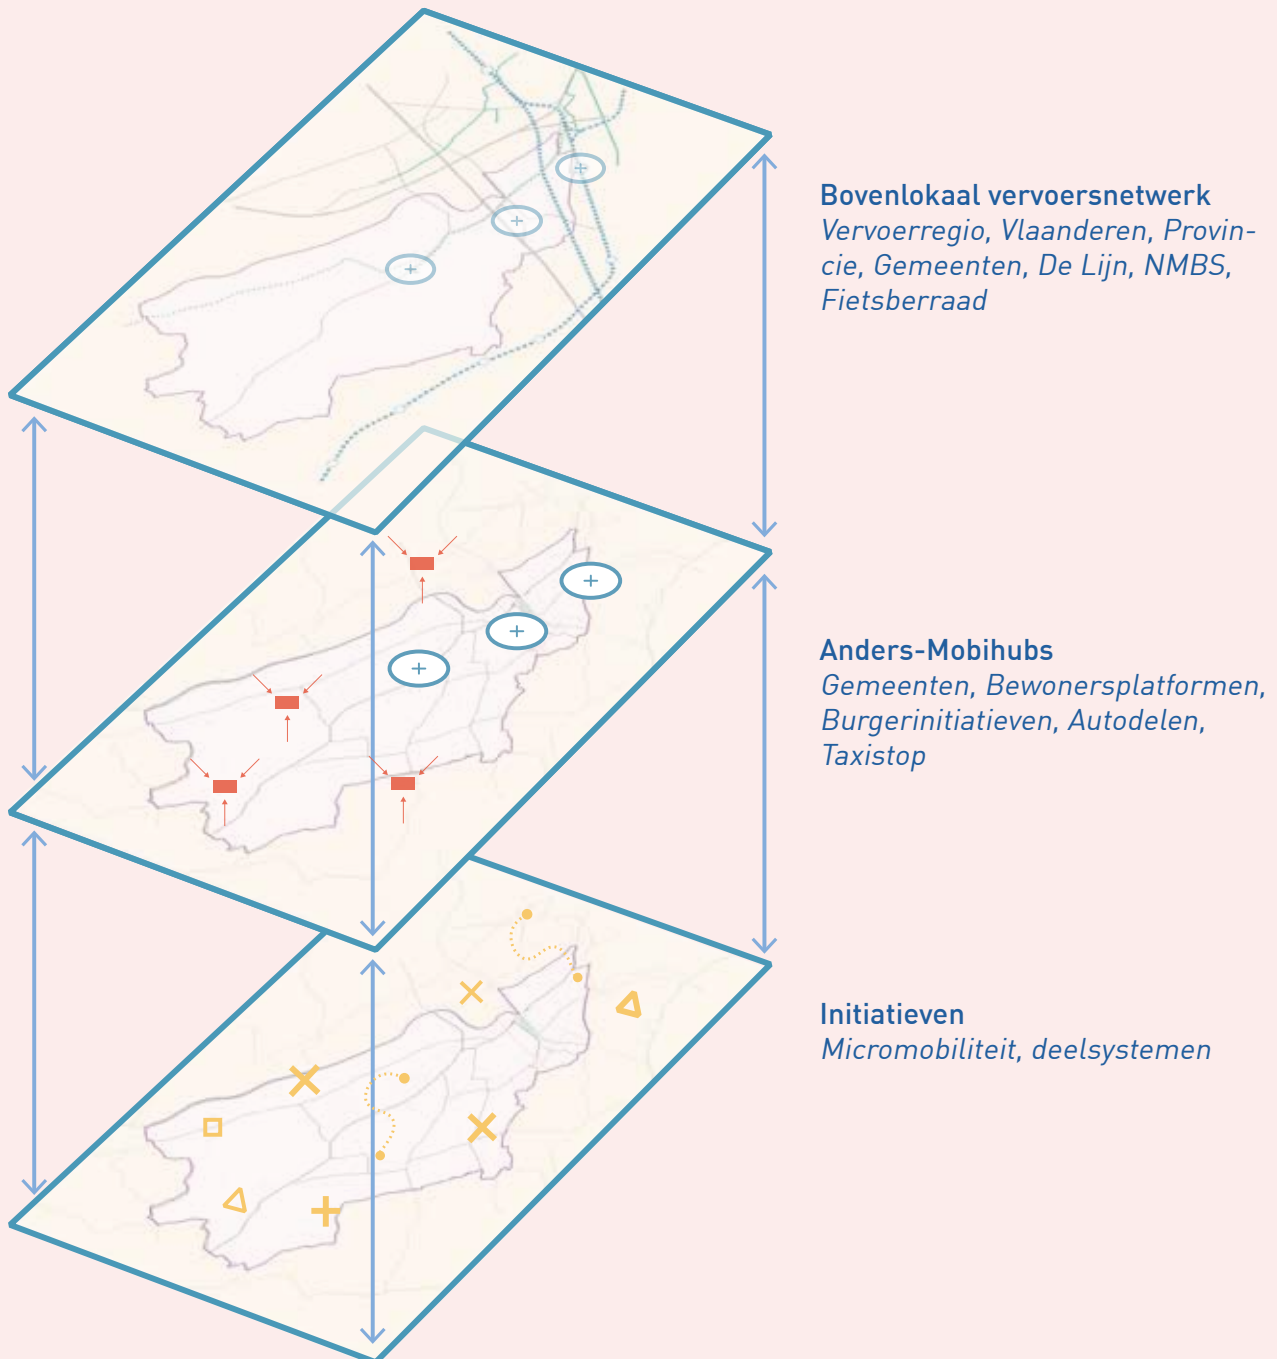 Bovenlokaal vervoersnetwerk
Vervoerregio, Vlaanderen, Provin-
cie, Gemeenten, De Lijn, NMBS,
Fietsberraad
Anders-Mobihubs
Gemeenten, Bewonersplatformen,
Burgerinitiatieven, Autodelen,
Taxistop
Initiatieven
Micromobiliteit, deelsystemen